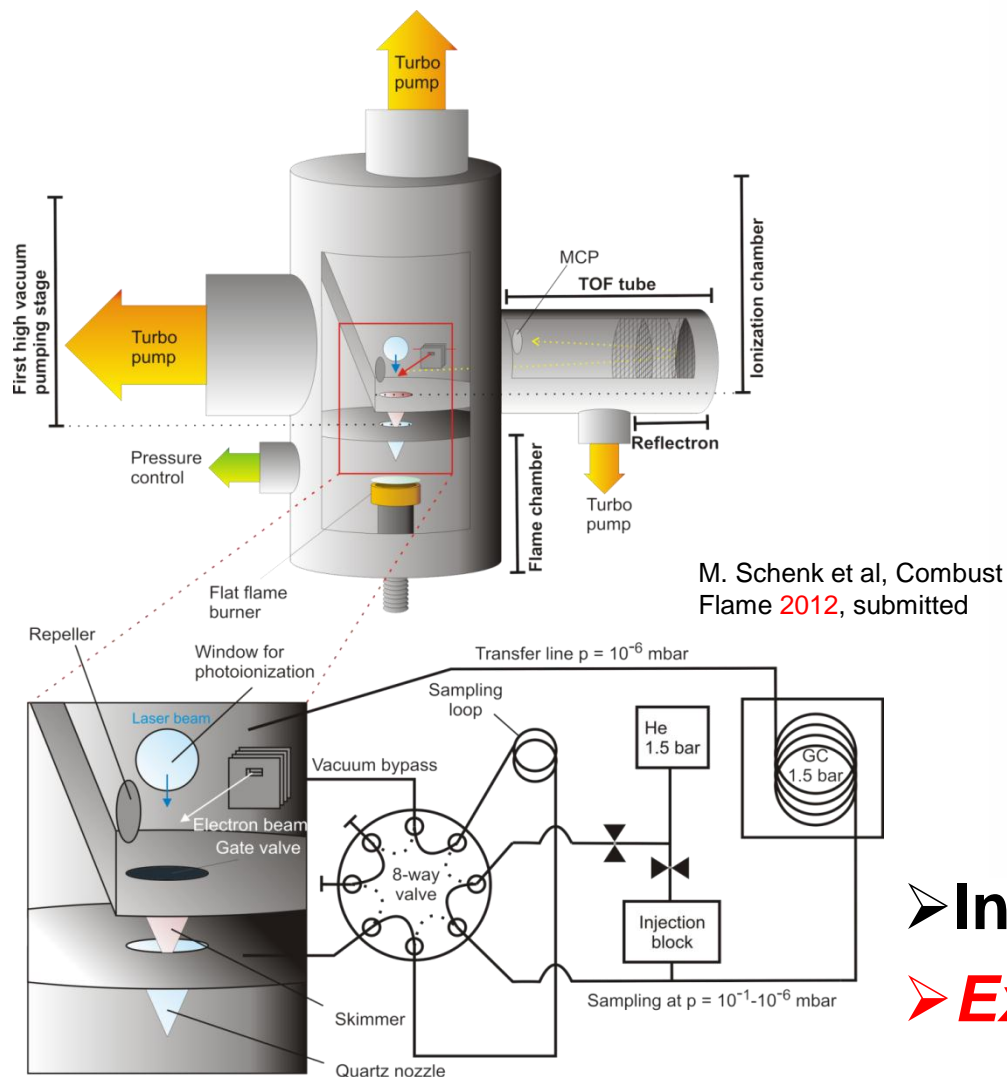 Turbo
pump
First high vacuum
pumping stage
Turbo
pump
Pressure
control
MCP
TOF tube
Ionization chamber
Reflectron
Turbo
pump
Flame chamber
Flat flame
burner
M. Schenk et al, Combust
Flame 2012, submitted
Repeller
Window for
photoionization
Laser beam
Electron beam
Gate valve
Skimmer
Quartz nozzle
Transfer line p = 10⁻⁶ mbar
Sampling
loop
Vacuum bypass
8-way
valve
He
1.5 bar
GC
1.5 bar
Injection
block
Sampling at p = 10⁻¹-10⁻⁶ mbar
➢In
➢Ex